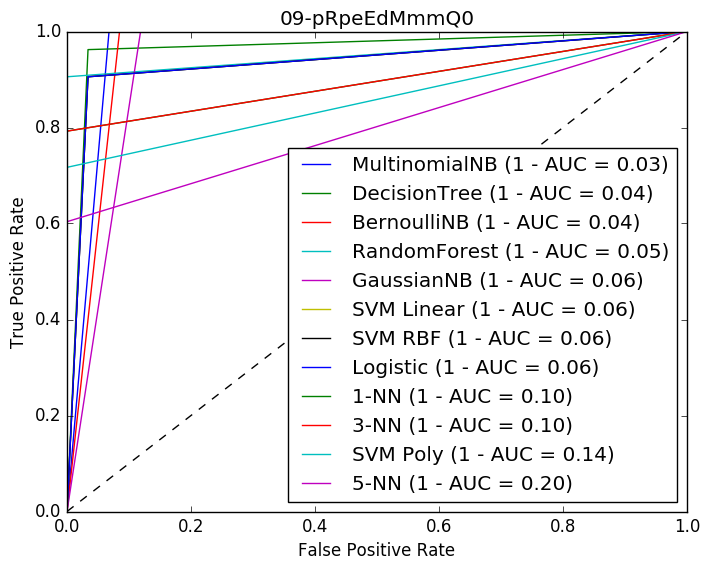 09-pRpeEdMmmQ0
1.0
0.8
0.6
0.4
0.2
0.0
True Positive Rate
MultinomialNB (1 - AUC = 0.03)
DecisionTree (1 - AUC = 0.04)
BernoulliNB (1 - AUC = 0.04)
RandomForest (1 - AUC = 0.05)
GaussianNB (1 - AUC = 0.06)
SVM Linear (1 - AUC = 0.06)
SVM RBF (1 - AUC = 0.06)
Logistic (1 - AUC = 0.06)
1-NN (1 - AUC = 0.10)
3-NN (1 - AUC = 0.10)
SVM Poly (1 - AUC = 0.14)
5-NN (1 - AUC = 0.20)
0.0 0.2 0.4 0.6 0.8 1.0
False Positive Rate